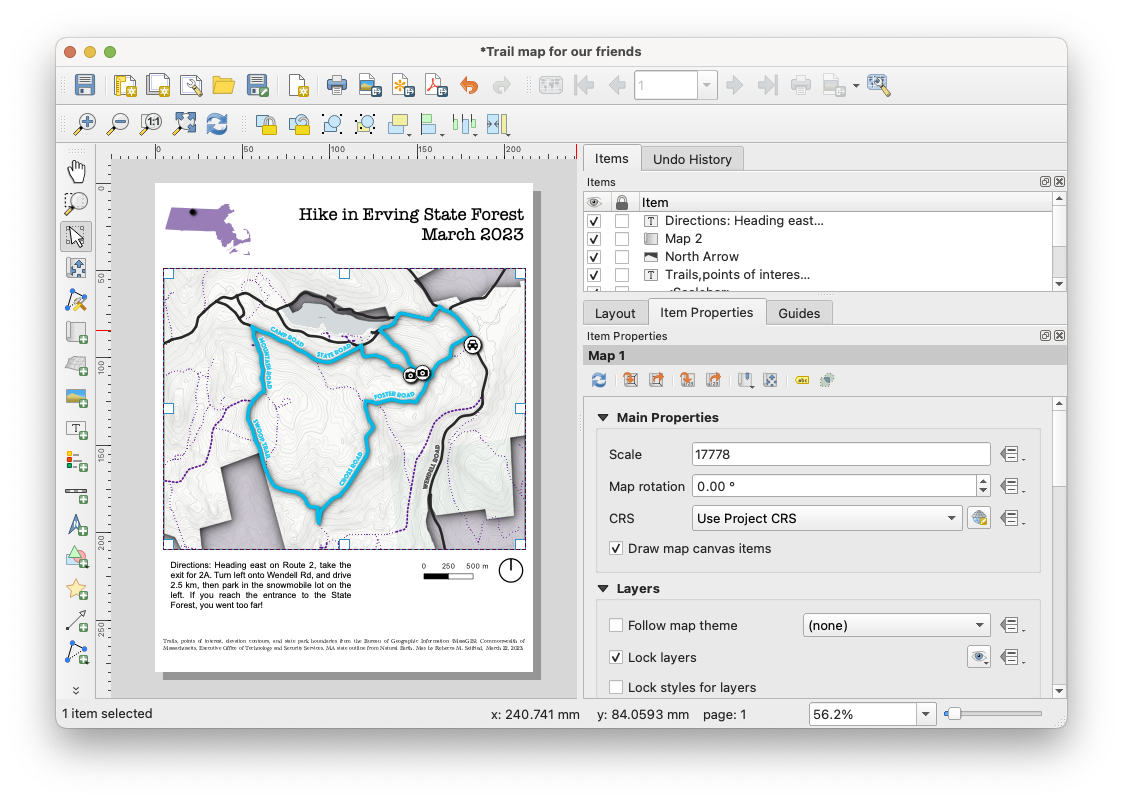 *Trail map for our friends
1:1
1
0 50 100 150 200
0
50
100
150
200
250
Hike in Erving State Forest
March 2023
CAMP ROAD
STATE ROAD
MOUNTAIN ROAD
FOSTER ROAD
SWOOP TRAIL
CROSS ROAD
WENDELL ROAD
Directions: Heading east on Route 2, take the
exit for 2A. Turn left onto Wendell Rd, and drive
2.5 km, then park in the snowmobile lot on the
left. If you reach the entrance to the State
Forest, you went too far!
0 250 500 m
Trails, points of interest, elevation contours, and state park boundaries from the Bureau of Geographic Information (MassGIS), Commonwealth of
Massachusetts, Executive Office of Technology and Security Services. MA state outline from Natural Earth. Map by Rebecca M. Seifried, March 22, 2023.
Items Undo History
Items
Item
T Directions: Heading east...
Map 2
North Arrow
T Trails,points of interes...
<Scalebar>
Layout Item Properties Guides
Item Properties
Map 1
abc
Main Properties
Scale 17778
Map rotation 0.00 °
CRS Use Project CRS
Draw map canvas items
Layers
Follow map theme (none)
Lock layers
Lock styles for layers
1 item selected x: 240.741 mm y: 84.0593 mm page: 1 56.2%